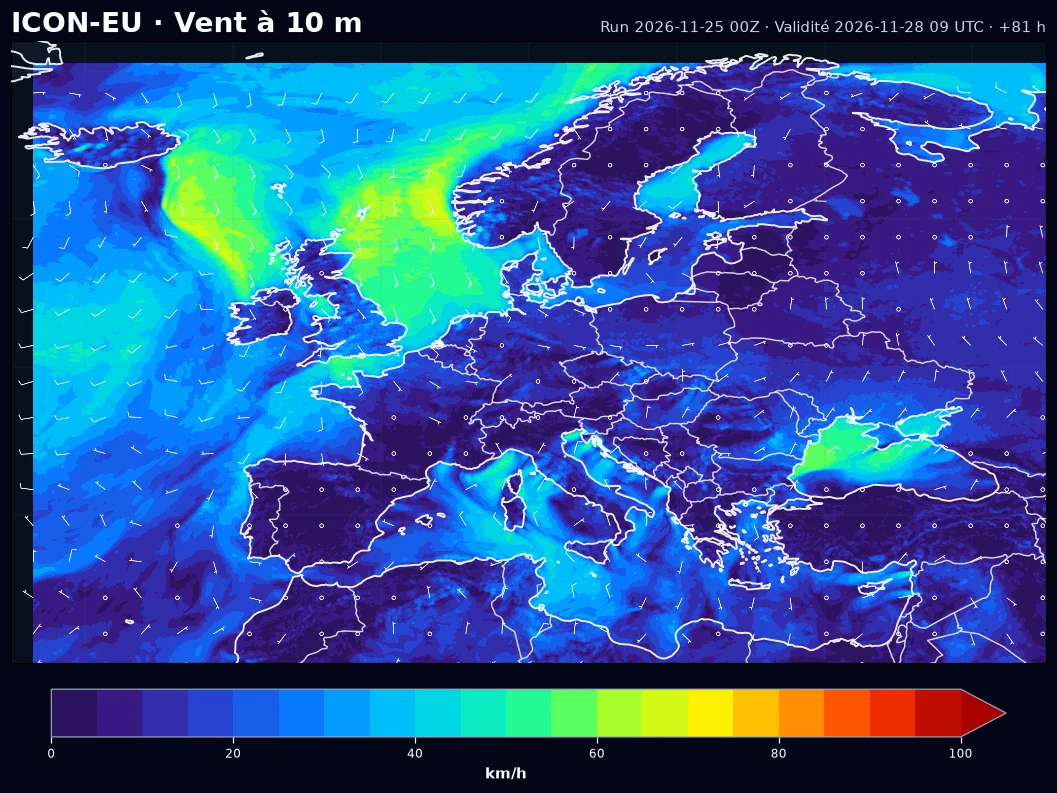 ICON-EU · Vent à 10 m
Run 2026-11-25 00Z · Validité 2026-11-28 09 UTC · +81 h
0 20 40 60 80 100
km/h